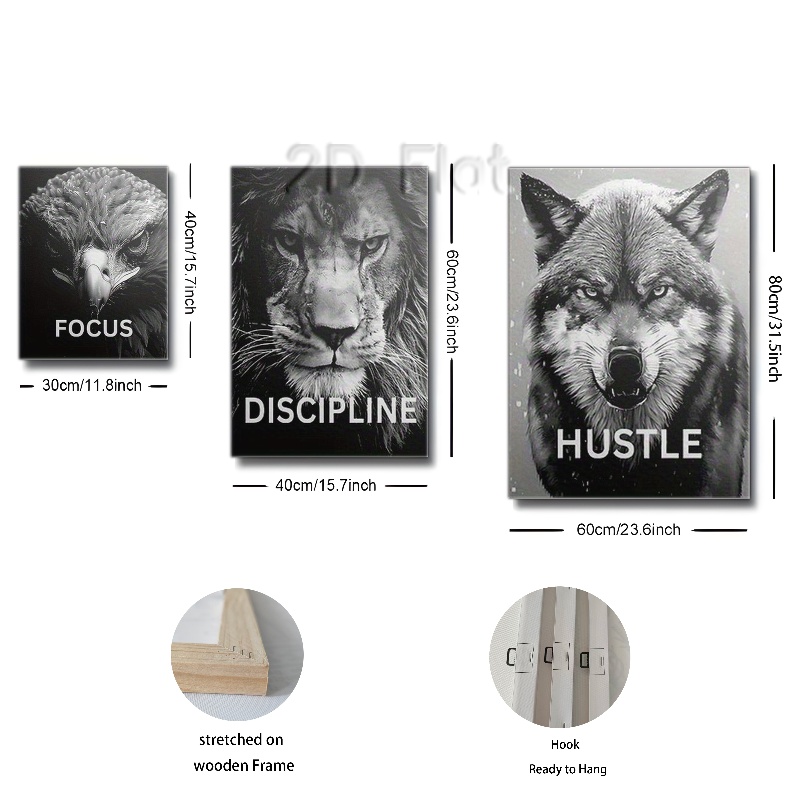 2D Flat
40cm/15.7inch
60cm/23.6inch
80cm/31.5inch
FOCUS
30cm/11.8inch
DISCIPLINE
HUSTLE
40cm/15.7inch
60cm/23.6inch
stretched on
wooden Frame
Hook
Ready to Hang